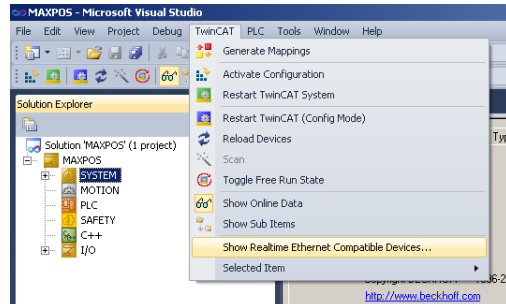 MAXPOS - Microsoft Visual Studio
File Edit View Project Debug TwinCAT PLC Tools Window Help
Generate Mappings
Activate Configuration
Restart TwinCAT System
Restart TwinCAT (Config Mode)
Reload Devices
Scan
Toggle Free Run State
Show Online Data
Show Sub Items
Show Realtime Ethernet Compatible Devices...
Selected Item
Solution Explorer
Solution 'MAXPOS' (1 project)
MAXPOS
SYSTEM
MOTION
PLC
SAFETY
C++
I/O
http://www.beckhoff.com